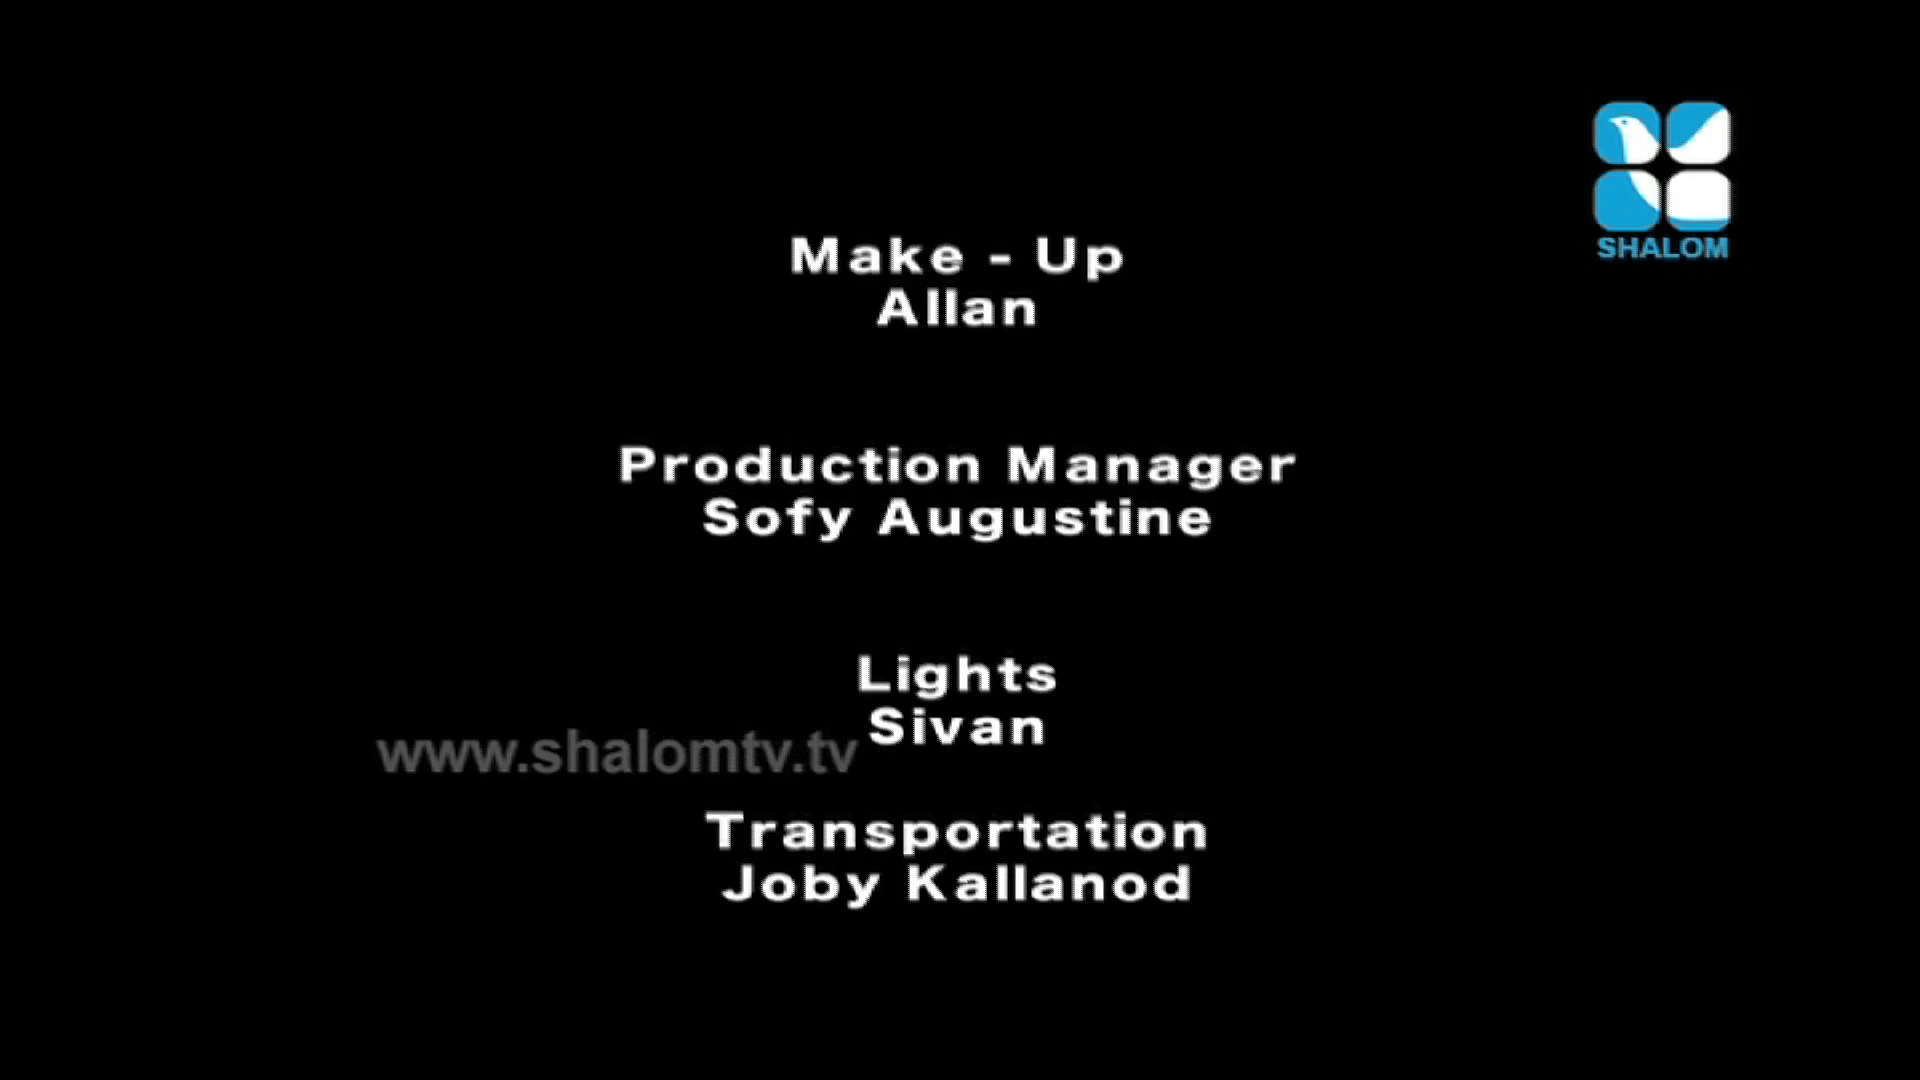 SHALOM
Make - Up
Allan
Production Manager
Sofy Augustine
Lights
Sivan
www.shalomtv.tv
Transportation
Joby Kallanod